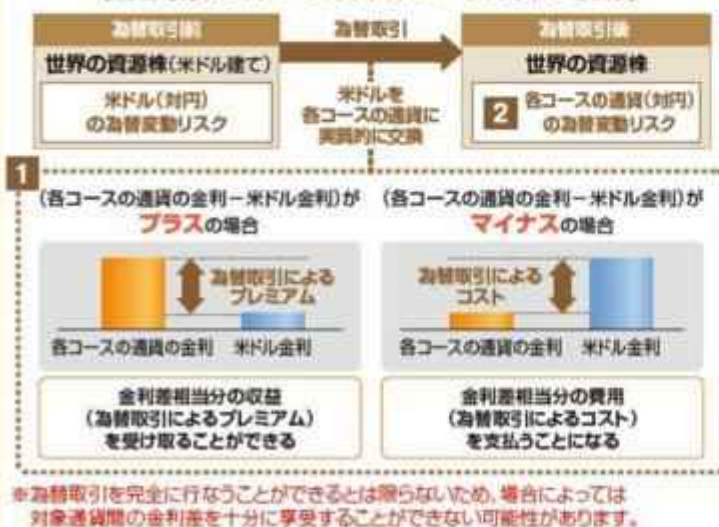 為替取引前
為替取引
為替取引後
世界の資源株(米ドル建て)
米ドル(対円)
の為替変動リスク
米ドルを
各コースの通貨に
実質的に交換
世界の資源株
2 各コースの通貨(対円)
の為替変動リスク
1
(各コースの通貨の金利－米ドル金利)が
プラスの場合
為替取引による
プレミアム
各コースの通貨の金利 米ドル金利
金利差相当分の収益
(為替取引によるプレミアム)
を受け取ることができる
(各コースの通貨の金利－米ドル金利)が
マイナスの場合
為替取引による
コスト
各コースの通貨の金利 米ドル金利
金利差相当分の費用
(為替取引によるコスト)
を支払うことになる
※為替取引を完全に行なうことができるとは限らないため、場合によっては
対象通貨間の金利差を十分に享受することができない可能性があります。